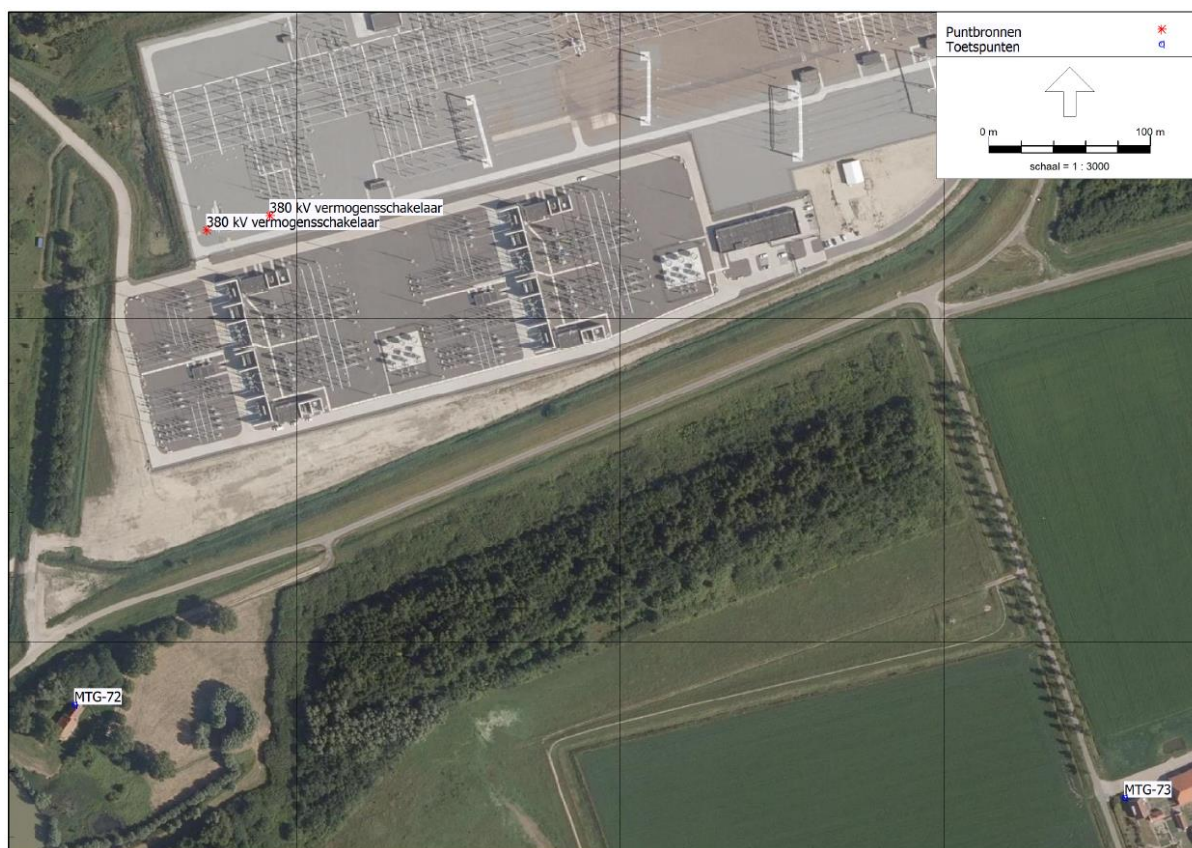 Puntbronnen
Toetspunten
0 m
100 m
schaal = 1 : 3000
380 kV vermogensschakelaar
380 kV vermogensschakelaar
MTG-72
MTG-73